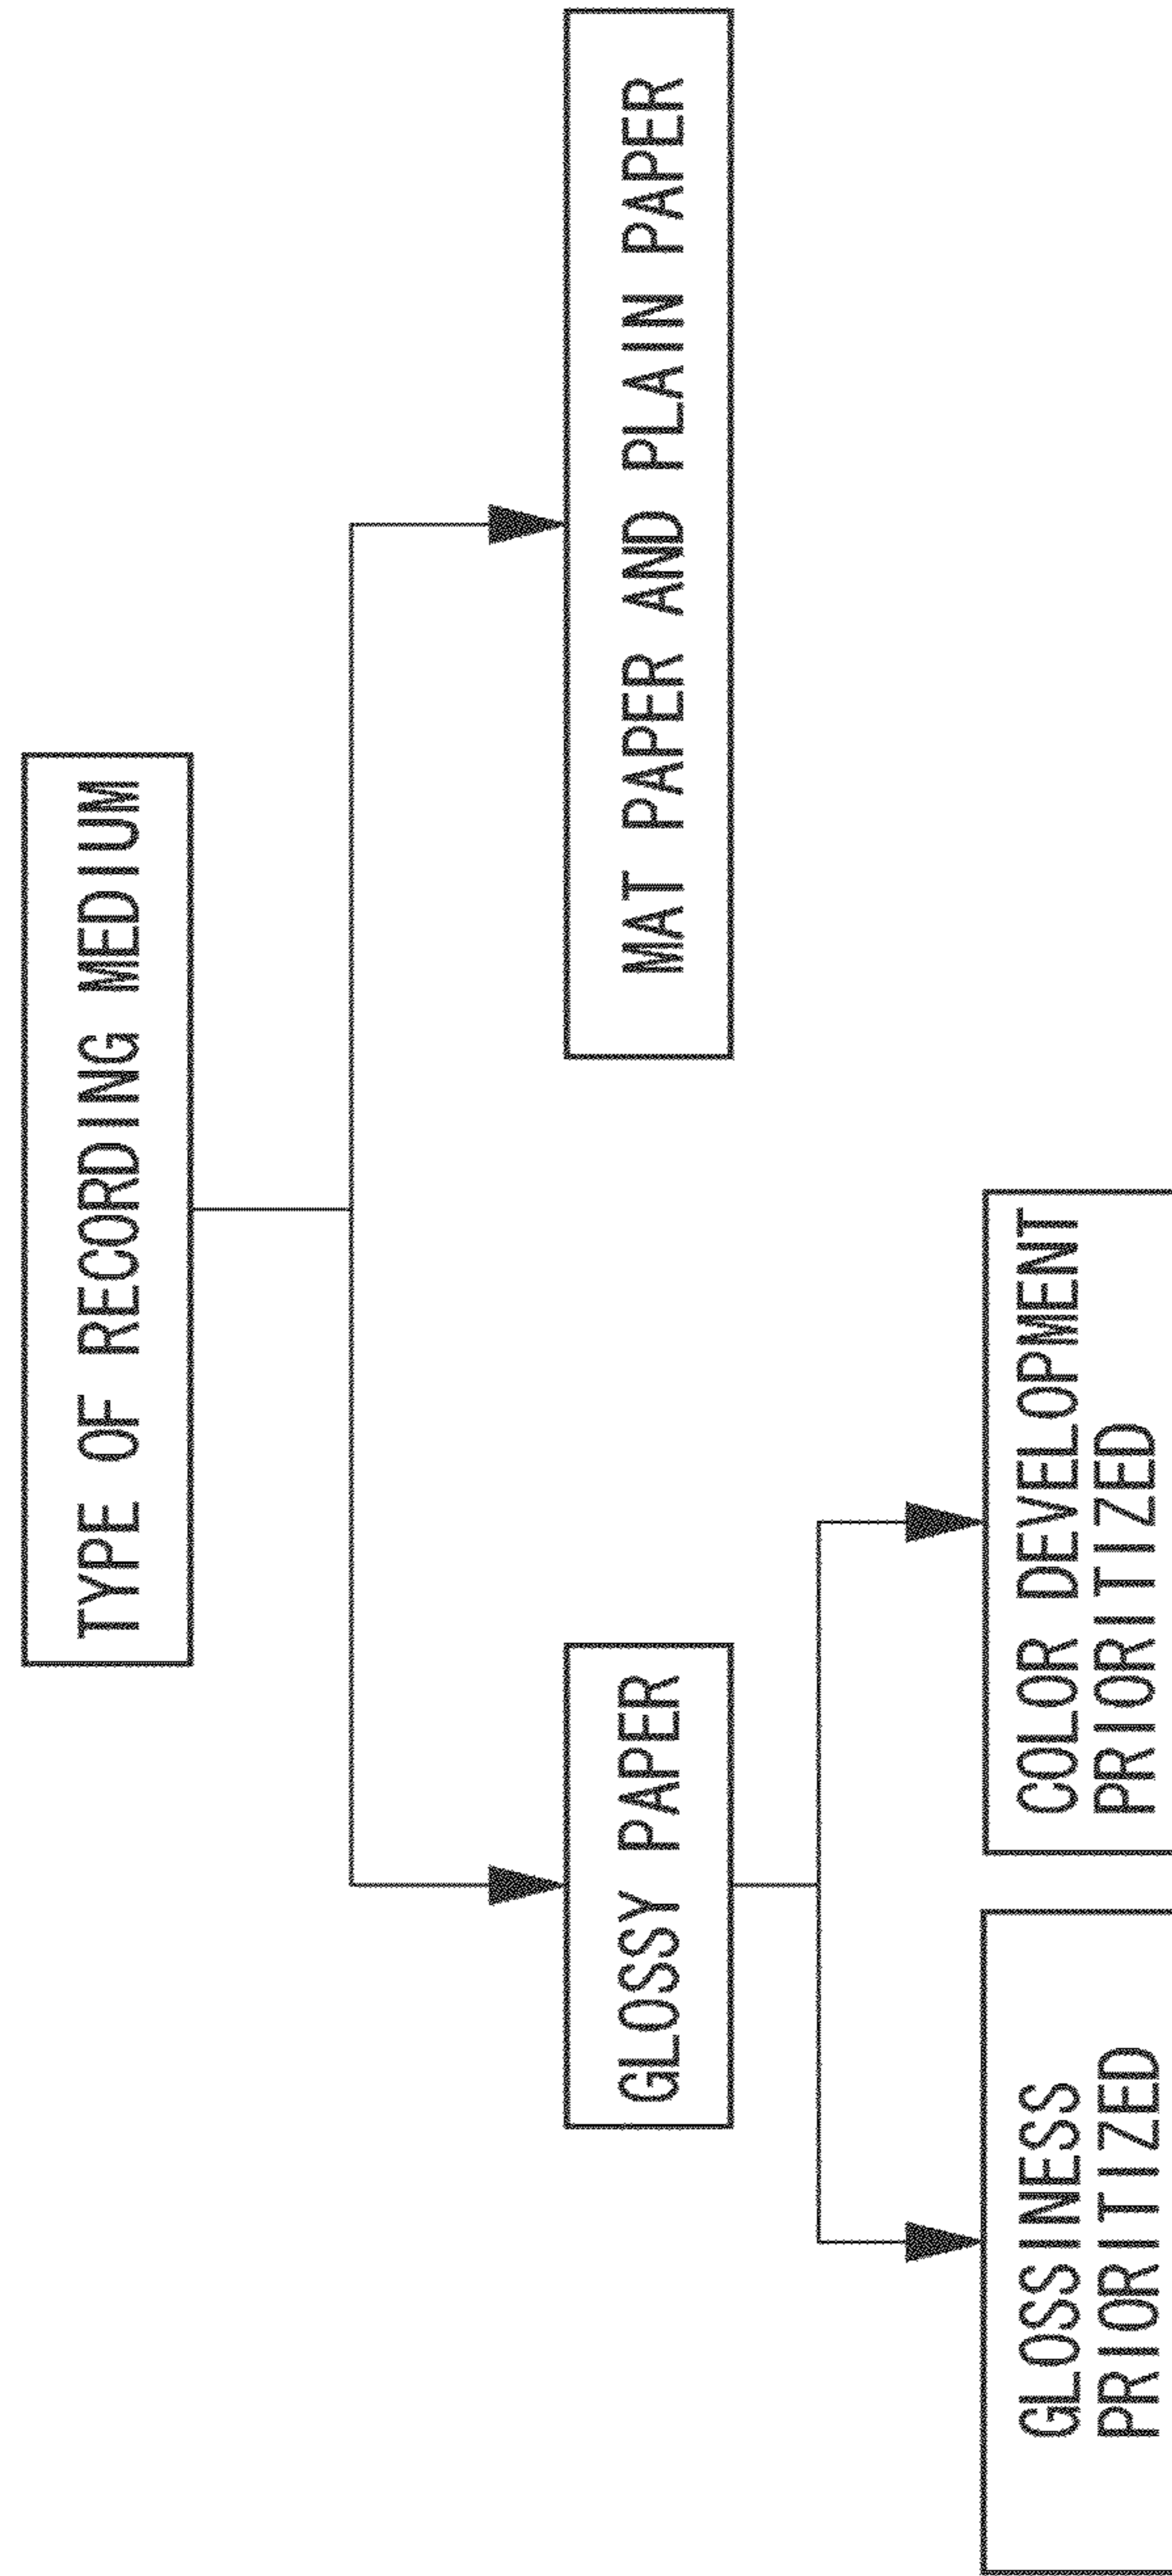 TYPE OF RECORDING MEDIUM
GLOSSY PAPER
MAT PAPER AND PLAIN PAPER
GLOSSINESS
PRIORITIZED
COLOR DEVELOPMENT
PRIORITIZED